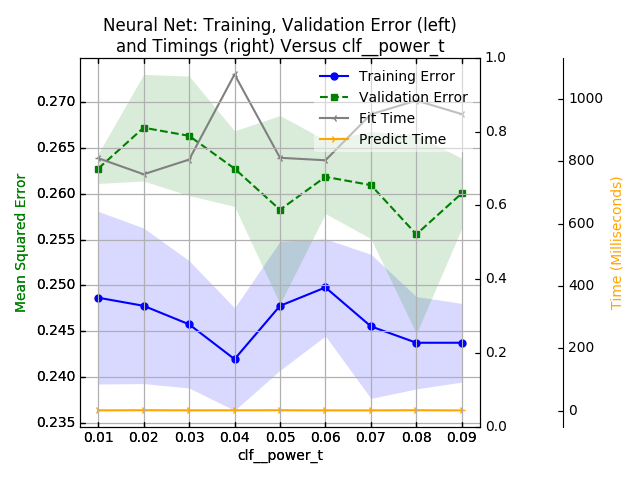 Neural Net: Training, Validation Error (left)
and Timings (right) Versus clf__power_t
Training Error
Validation Error
Fit Time
Predict Time
Mean Squared Error
0.270
0.265
0.260
0.255
0.250
0.245
0.240
0.235
1.0
0.8
0.6
0.4
0.2
0.0
1000
800
600
400
200
0
Time (Milliseconds)
0.01 0.02 0.03 0.04 0.05 0.06 0.07 0.08 0.09
clf__power_t